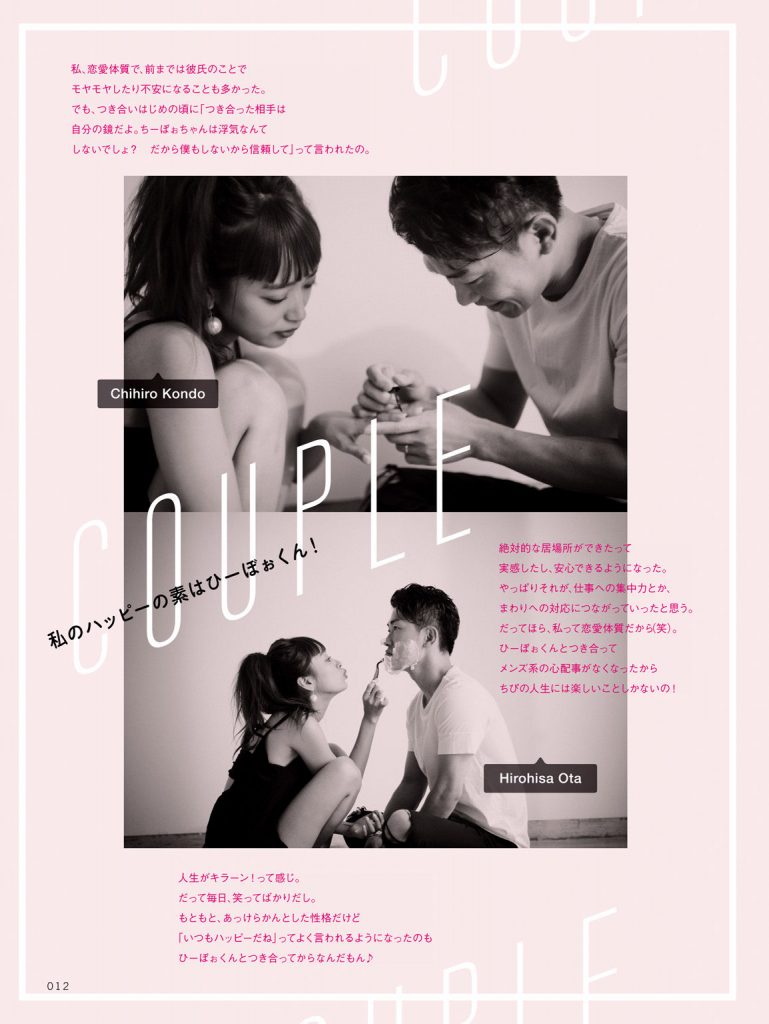 COUPLE
私、恋愛体質で、前までは彼氏のことで
モヤモヤしたり不安になることも多かった。
でも、つき合いはじめの頃に「つき合った相手は
自分の鏡だよ。ちーぽぉちゃんは浮気なんて
しないでしょ？　だから僕もしないから信頼して」って言われたの。
Chihiro Kondo
COUPLE
私のハッピーの素はひーぽぉくん！
絶対的な居場所ができたって
実感したし、安心できるようになった。
やっぱりそれが、仕事への集中力とか、
まわりへの対応につながっていったと思う。
だってほら、私って恋愛体質だから（笑）。
ひーぽぉくんとつき合って
メンズ系の心配事がなくなったから
ちびの人生には楽しいことしかないの！
Hirohisa Ota
人生がキラーン！って感じ。
だって毎日、笑ってばかりだし。
もともと、あっけらかんとした性格だけど
「いつもハッピーだね」ってよく言われるようになったのも
ひーぽぉくんとつき合ってからなんだもん♪
COUPLE
012